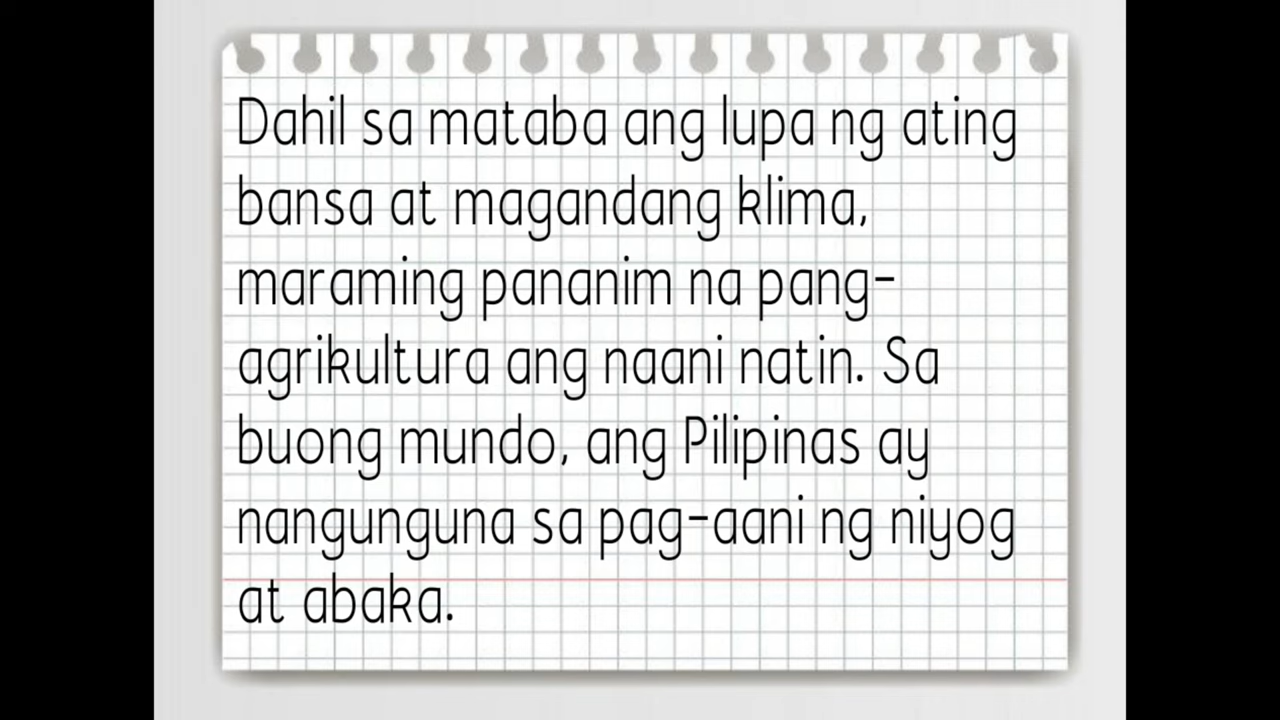 Dahil sa mataba ang lupa ng ating
bansa at magandang klima,
maraming pananim na pang-
agrikultura ang naani natin. Sa
buong mundo, ang Pilipinas ay
nangunguna sa pag-aani ng niyog
at abaka.